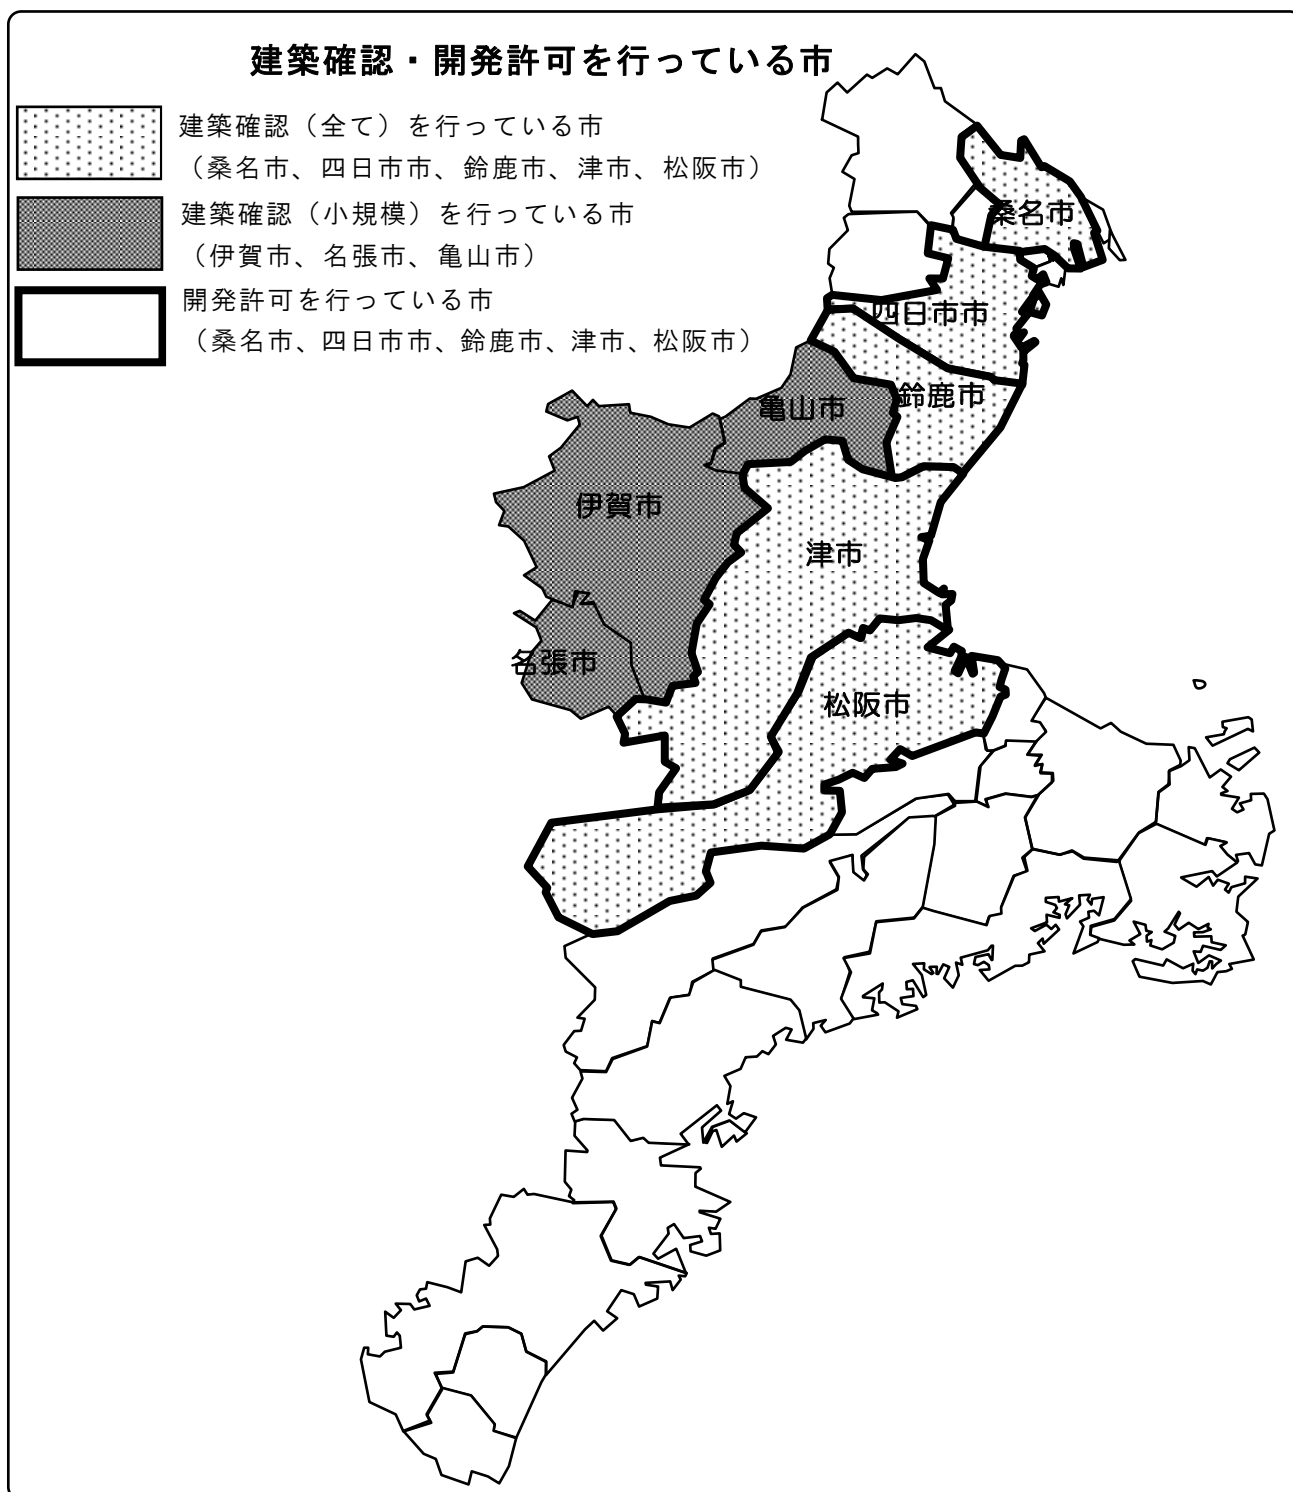 建築確認・開発許可を行っている市
建築確認（全て）を行っている市
（桑名市、四日市市、鈴鹿市、津市、松阪市）
建築確認（小規模）を行っている市
（伊賀市、名張市、亀山市）
開発許可を行っている市
（桑名市、四日市市、鈴鹿市、津市、松阪市）
桑名市
四日市市
鈴鹿市
亀山市
伊賀市
津市
名張市
松阪市